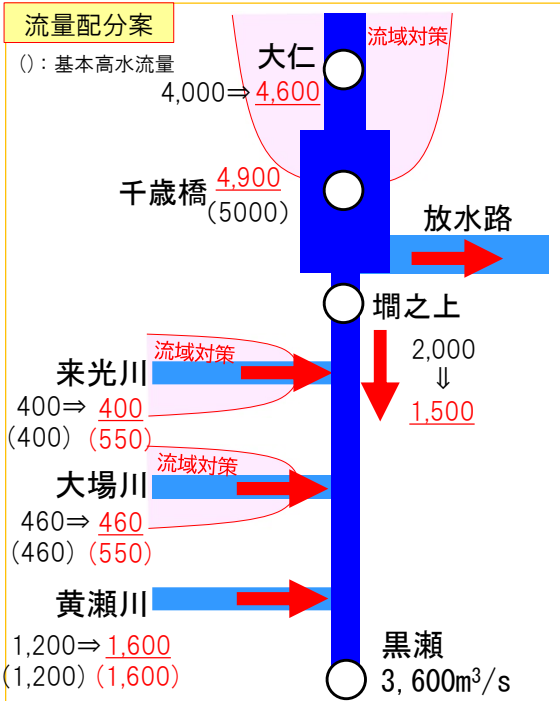 流量配分案
()：基本高水流量
流域対策
大仁
4,000⇒4,600
千歳橋 4,900
(5000)
放水路
墹之上
2,000
⇓
1,500
流域対策
来光川
400⇒ 400
(400) (550)
流域対策
大場川
460⇒ 460
(460) (550)
黄瀬川
1,200⇒1,600
(1,200) (1,600)
黒瀬
3,600m³/s